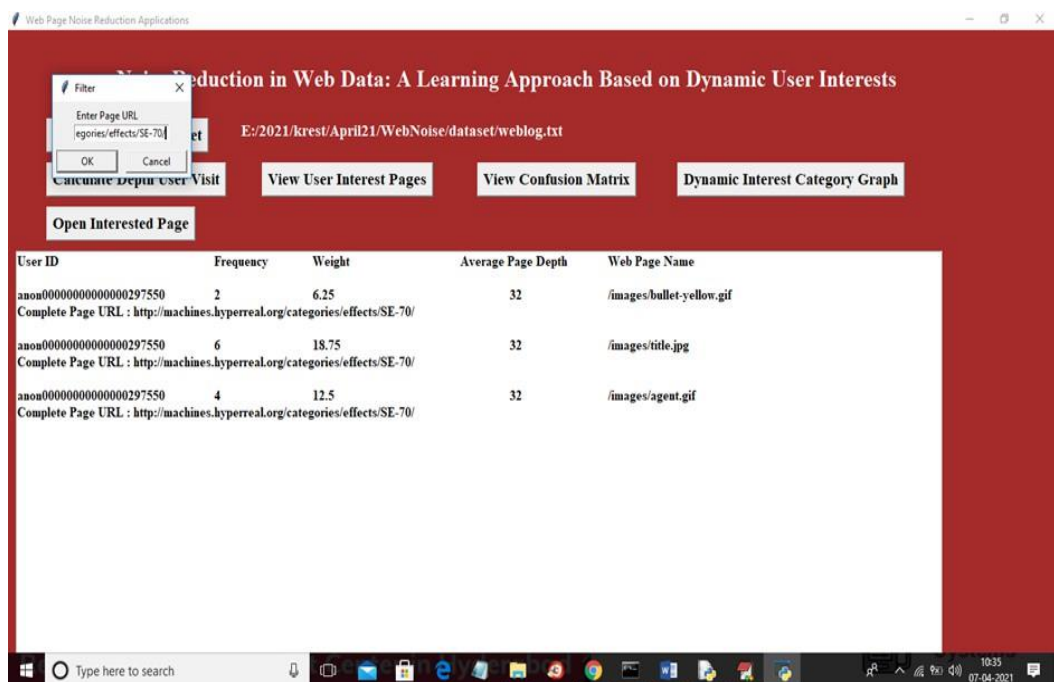 Web Page Noise Reduction Applications
Reduction in Web Data: A Learning Approach Based on Dynamic User Interests
Filter
Enter Page URL
egories/effects/SE-70/
OK Cancel
E:/2021/krest/April21/WebNoise/dataset/weblog.txt
Calculate Depth User Visit View User Interest Pages View Confusion Matrix Dynamic Interest Category Graph
Open Interested Page
User ID Frequency Weight Average Page Depth Web Page Name
anon00000000000000297550 2 6.25 32 /images/bullet-yellow.gif
Complete Page URL : http://machines.hyperreal.org/categories/effects/SE-70/
anon00000000000000297550 6 18.75 32 /images/title.jpg
Complete Page URL : http://machines.hyperreal.org/categories/effects/SE-70/
anon00000000000000297550 4 12.5 32 /images/agent.gif
Complete Page URL : http://machines.hyperreal.org/categories/effects/SE-70/
Type here to search
10:35
07-04-2021